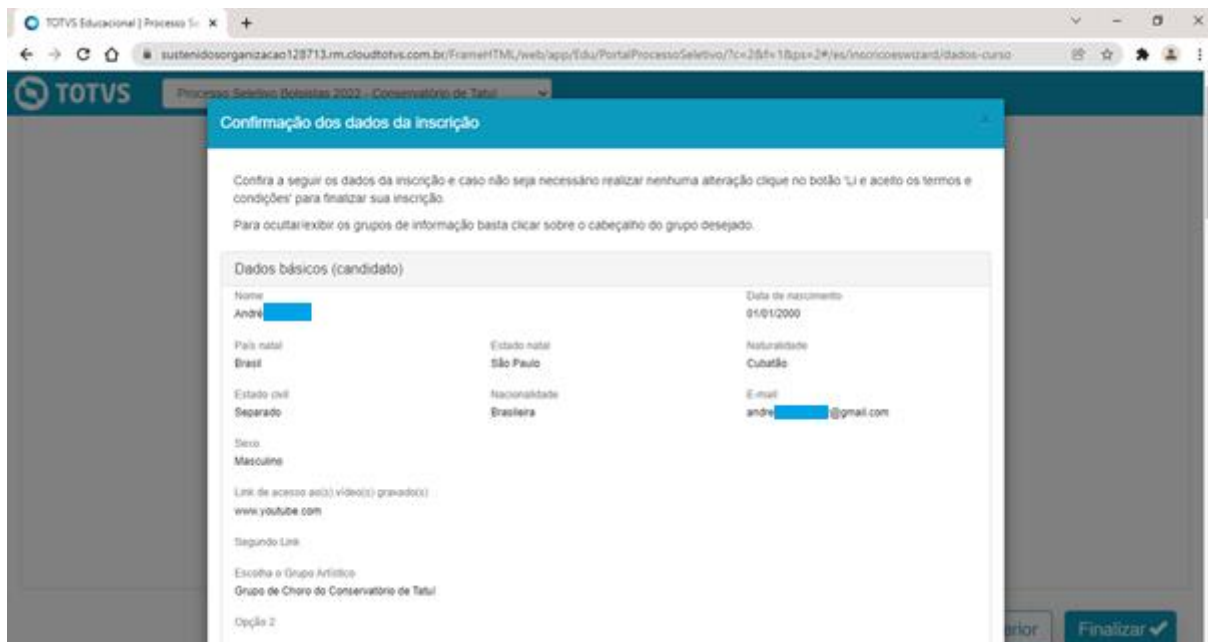 TOTVS Educacional | Processo Se
sustenidosorganizacao128713.rm.cloudtotvs.com.br/FrameHTML/web/app/Edu/PortalProcessoSeletivo/?c=2&f=1&ps=2#/es/inscricoeswizard/dados-curso
TOTVS
Processo Seletivo Bolsistas 2022 - Conservatório de Tatuí
Confirmação dos dados da inscrição
×
Confira a seguir os dados da inscrição e caso não seja necessário realizar nenhuma alteração clique no botão 'Li e aceito os termos e
condições' para finalizar sua inscrição.
Para ocultar/exibir os grupos de informação basta clicar sobre o cabeçalho do grupo desejado.
Dados básicos (candidato)
Nome Data de nascimento
André 01/01/2000
País natal Estado natal Naturalidade
Brasil São Paulo Cubatão
Estado civil Nacionalidade E-mail
Separado Brasileira andre @gmail.com
Sexo
Masculino
Link de acesso ao(s) vídeo(s) gravado(s)
www.youtube.com
Segundo Link
Escolha o Grupo Artístico
Grupo de Choro do Conservatório de Tatuí
Opção 2
erior Finalizar